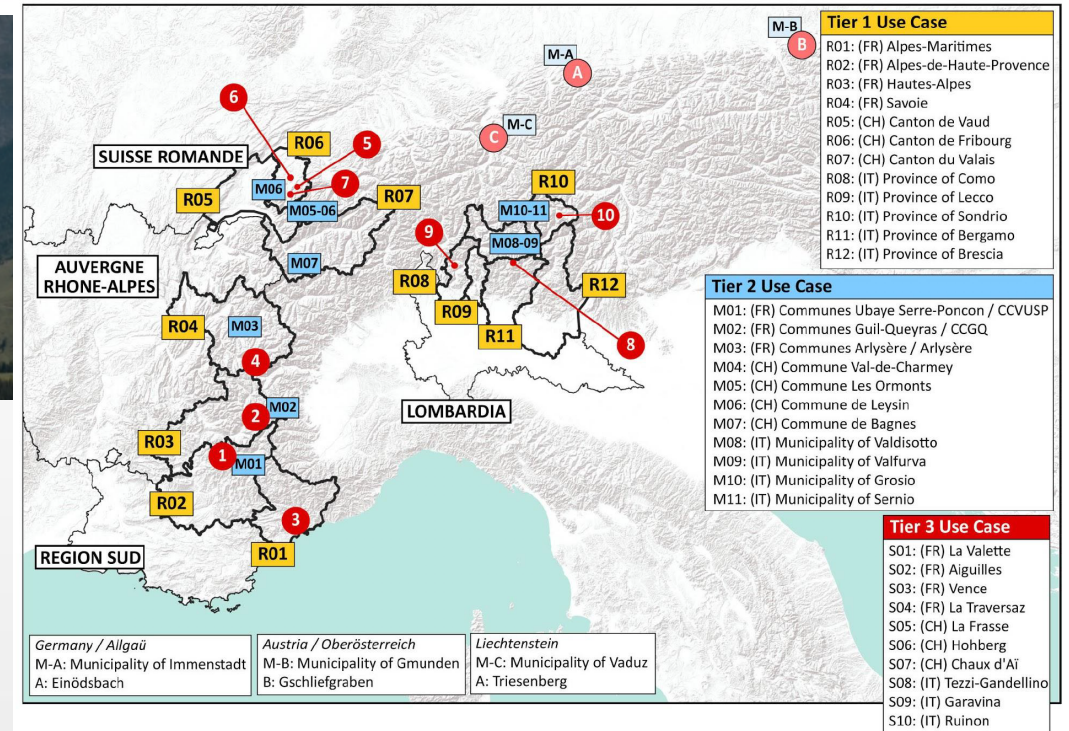 M-B
B
M-A
A
M-C
C
6
R06
5
SUISSE ROMANDE
7
M06
R05
M05-06
R07
M07
AUVERGNE
RHONE-ALPES
R10
M10-11
10
9
M08-09
R08
R12
R09
R11
8
LOMBARDIA
R04
M03
4
2
M02
R03
1
M01
R02
3
R01
REGION SUD
Tier 1 Use Case
R01: (FR) Alpes-Maritimes
R02: (FR) Alpes-de-Haute-Provence
R03: (FR) Hautes-Alpes
R04: (FR) Savoie
R05: (CH) Canton de Vaud
R06: (CH) Canton de Fribourg
R07: (CH) Canton du Valais
R08: (IT) Province of Como
R09: (IT) Province of Lecco
R10: (IT) Province of Sondrio
R11: (IT) Province of Bergamo
R12: (IT) Province of Brescia
Tier 2 Use Case
M01: (FR) Communes Ubaye Serre-Poncon / CCVUSP
M02: (FR) Communes Guil-Queyras / CCGQ
M03: (FR) Communes Arlysère / Arlysère
M04: (CH) Commune Val-de-Charmey
M05: (CH) Commune Les Ormonts
M06: (CH) Commune de Leysin
M07: (CH) Commune de Bagnes
M08: (IT) Municipality of Valdisotto
M09: (IT) Municipality of Valfurva
M10: (IT) Municipality of Grosio
M11: (IT) Municipality of Sernio
Tier 3 Use Case
S01: (FR) La Valette
S02: (FR) Aiguilles
S03: (FR) Vence
S04: (FR) La Traversaz
S05: (CH) La Frasse
S06: (CH) Hohberg
S07: (CH) Chaux d'Aï
S08: (IT) Tezzi-Gandellino
S09: (IT) Garavina
S10: (IT) Ruinon
Germany / Allgaü
M-A: Municipality of Immenstadt
A: Einödsbach
Austria / Oberösterreich
M-B: Municipality of Gmunden
B: Gschliefgraben
Liechtenstein
M-C: Municipality of Vaduz
A: Triesenberg